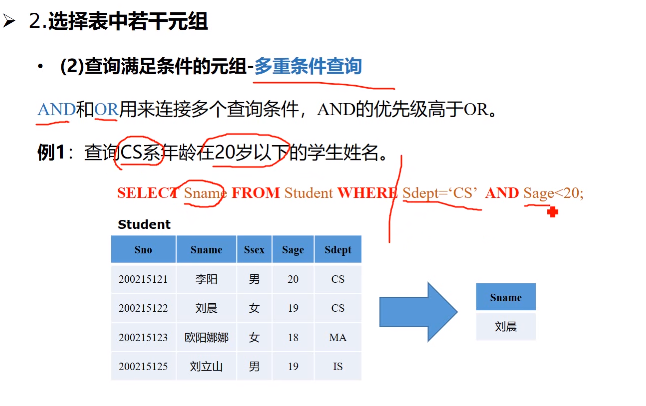 ➢ 2.选择表中若干元组
• (2)查询满足条件的元组-多重条件查询
AND和OR用来连接多个查询条件，AND的优先级高于OR。
例1：查询CS系年龄在20岁以下的学生姓名。
SELECT Sname FROM Student WHERE Sdept=‘CS’ AND Sage<20;
Student
Sno Sname Ssex Sage Sdept
200215121 李阳 男 20 CS
200215122 刘晨 女 19 CS
200215123 欧阳娜娜 女 18 MA
200215125 刘立山 男 19 IS
Sname
刘晨